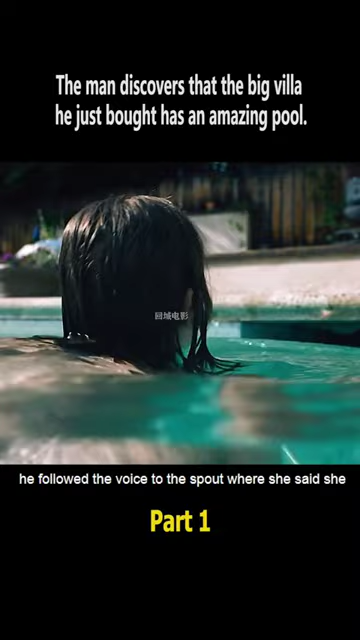 The man discovers that the big villa
he just bought has an amazing pool.
回城电影
he followed the voice to the spout where she said she
Part 1